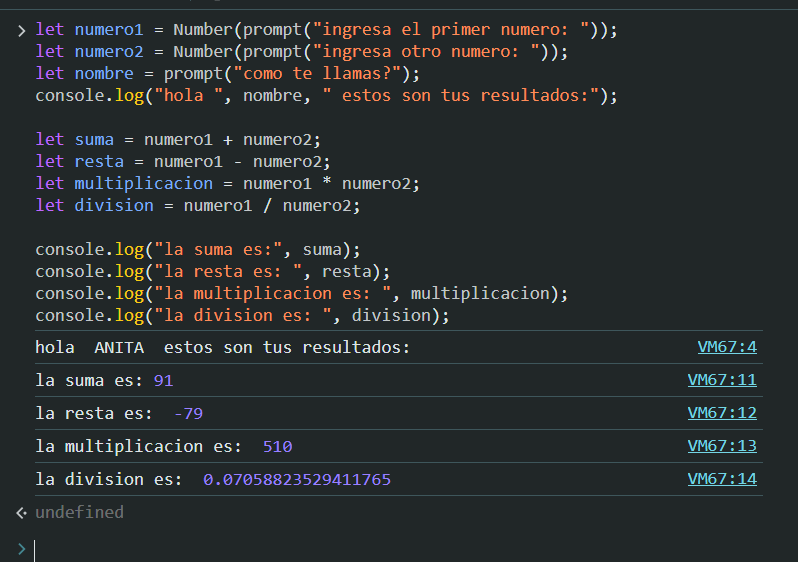 let numero1 = Number(prompt("ingresa el primer numero: "));
let numero2 = Number(prompt("ingresa otro numero: "));
let nombre = prompt("como te llamas?");
console.log("hola ", nombre, " estos son tus resultados:");
let suma = numero1 + numero2;
let resta = numero1 - numero2;
let multiplicacion = numero1 * numero2;
let division = numero1 / numero2;
console.log("la suma es:", suma);
console.log("la resta es: ", resta);
console.log("la multiplicacion es: ", multiplicacion);
console.log("la division es: ", division);
hola  ANITA  estos son tus resultados: VM67:4
la suma es: 91 VM67:11
la resta es:  -79 VM67:12
la multiplicacion es:  510 VM67:13
la division es:  0.07058823529411765 VM67:14
undefined